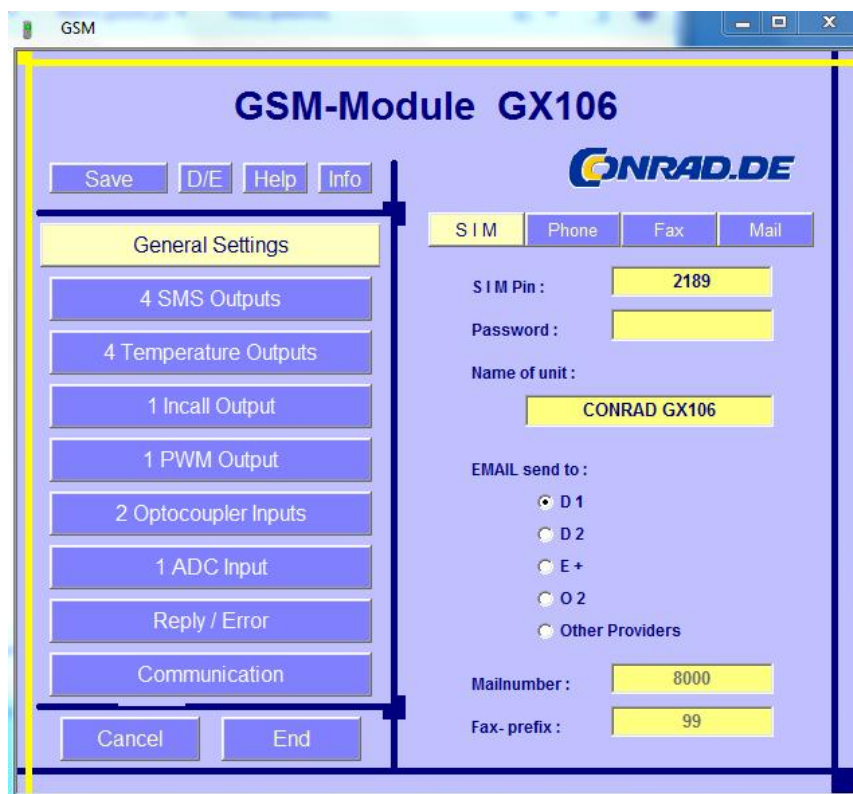 GSM
GSM-Module GX106
CONRAD.DE
Save D/E Help Info
General Settings
4 SMS Outputs
4 Temperature Outputs
1 Incall Output
1 PWM Output
2 Optocoupler Inputs
1 ADC Input
Reply / Error
Communication
Cancel End
S I M Phone Fax Mail
S I M Pin : 2189
Password :
Name of unit :
CONRAD GX106
EMAIL send to :
D 1
D 2
E +
O 2
Other Providers
Mailnumber : 8000
Fax- prefix : 99